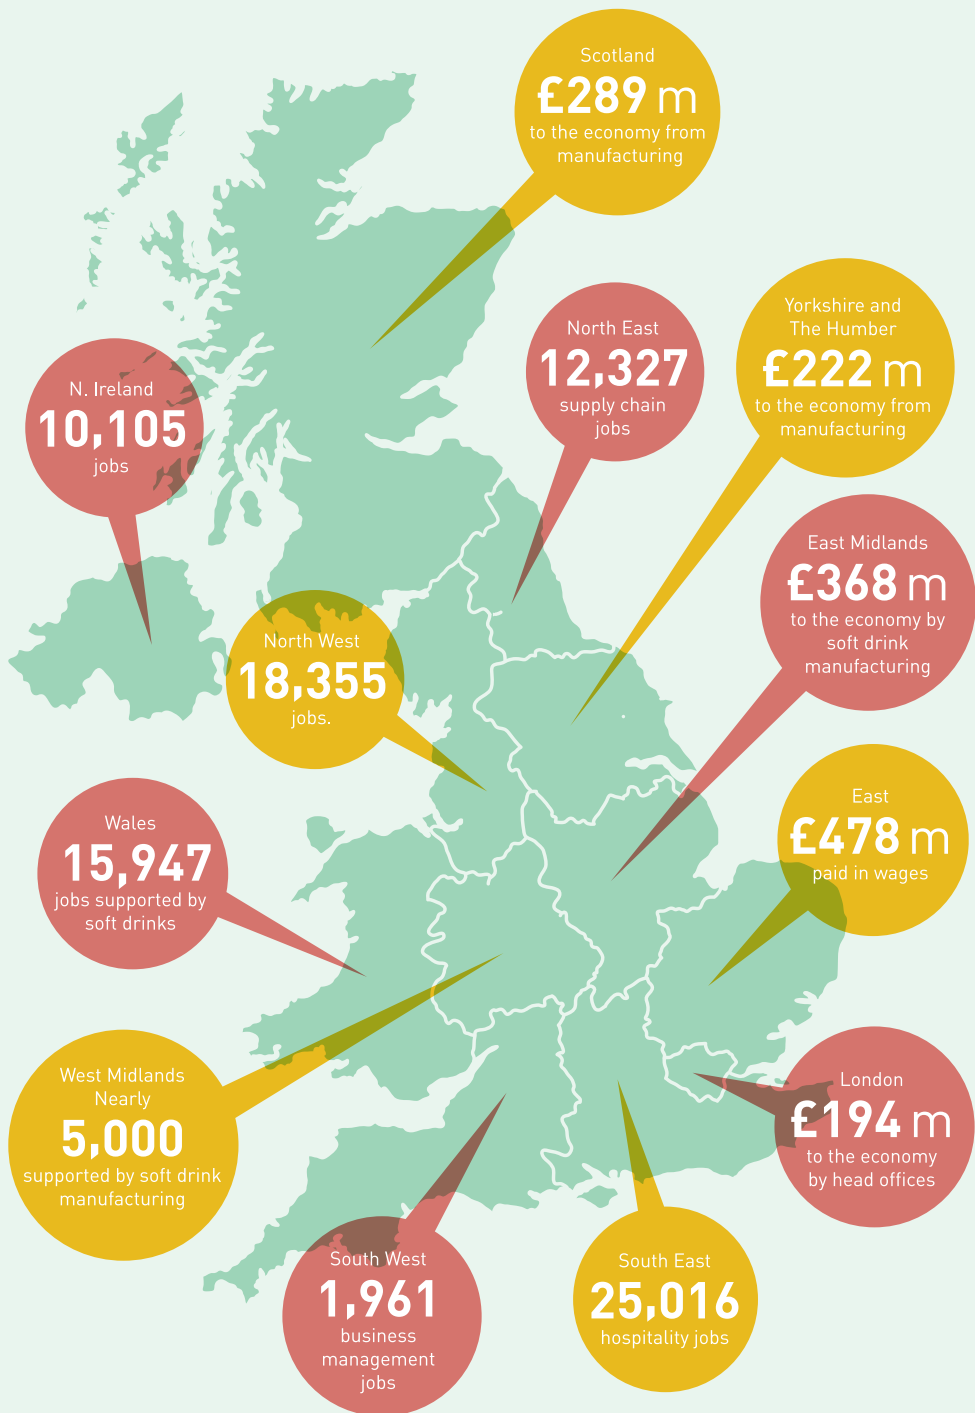 Scotland
£289 m
to the economy from
manufacturing
North East
12,327
supply chain
jobs
Yorkshire and
The Humber
£222 m
to the economy from
manufacturing
N. Ireland
10,105
jobs
East Midlands
£368 m
to the economy by
soft drink
manufacturing
North West
18,355
jobs.
East
£478 m
paid in wages
Wales
15,947
jobs supported by
soft drinks
West Midlands
Nearly
5,000
supported by soft drink
manufacturing
London
£194 m
to the economy
by head offices
South West
1,961
business
management
jobs
South East
25,016
hospitality jobs